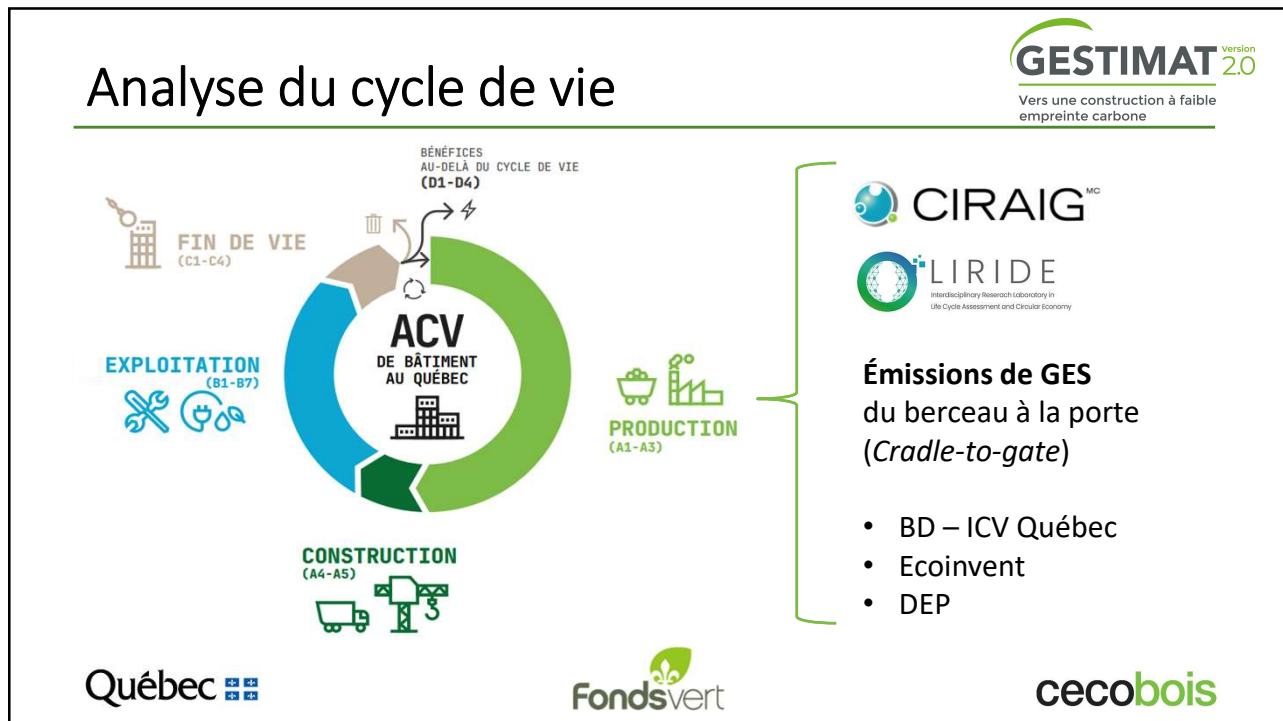 Analyse du cycle de vie
GESTIMAT Version 2.0
Vers une construction à faible
empreinte carbone
BÉNÉFICES
AU-DELÀ DU CYCLE DE VIE
(D1-D4)
FIN DE VIE
(C1-C4)
EXPLOITATION
(B1-B7)
ACV
DE BÂTIMENT
AU QUÉBEC
PRODUCTION
(A1-A3)
CONSTRUCTION
(A4-A5)
CIRAIG MC
LIRIDE
Interdisciplinary Reserach Laboratory in
Life Cycle Assessment and Circular Economy
Émissions de GES
du berceau à la porte
(Cradle-to-gate)
• BD – ICV Québec
• Ecoinvent
• DEP
Québec
Fondsvert
cecobois